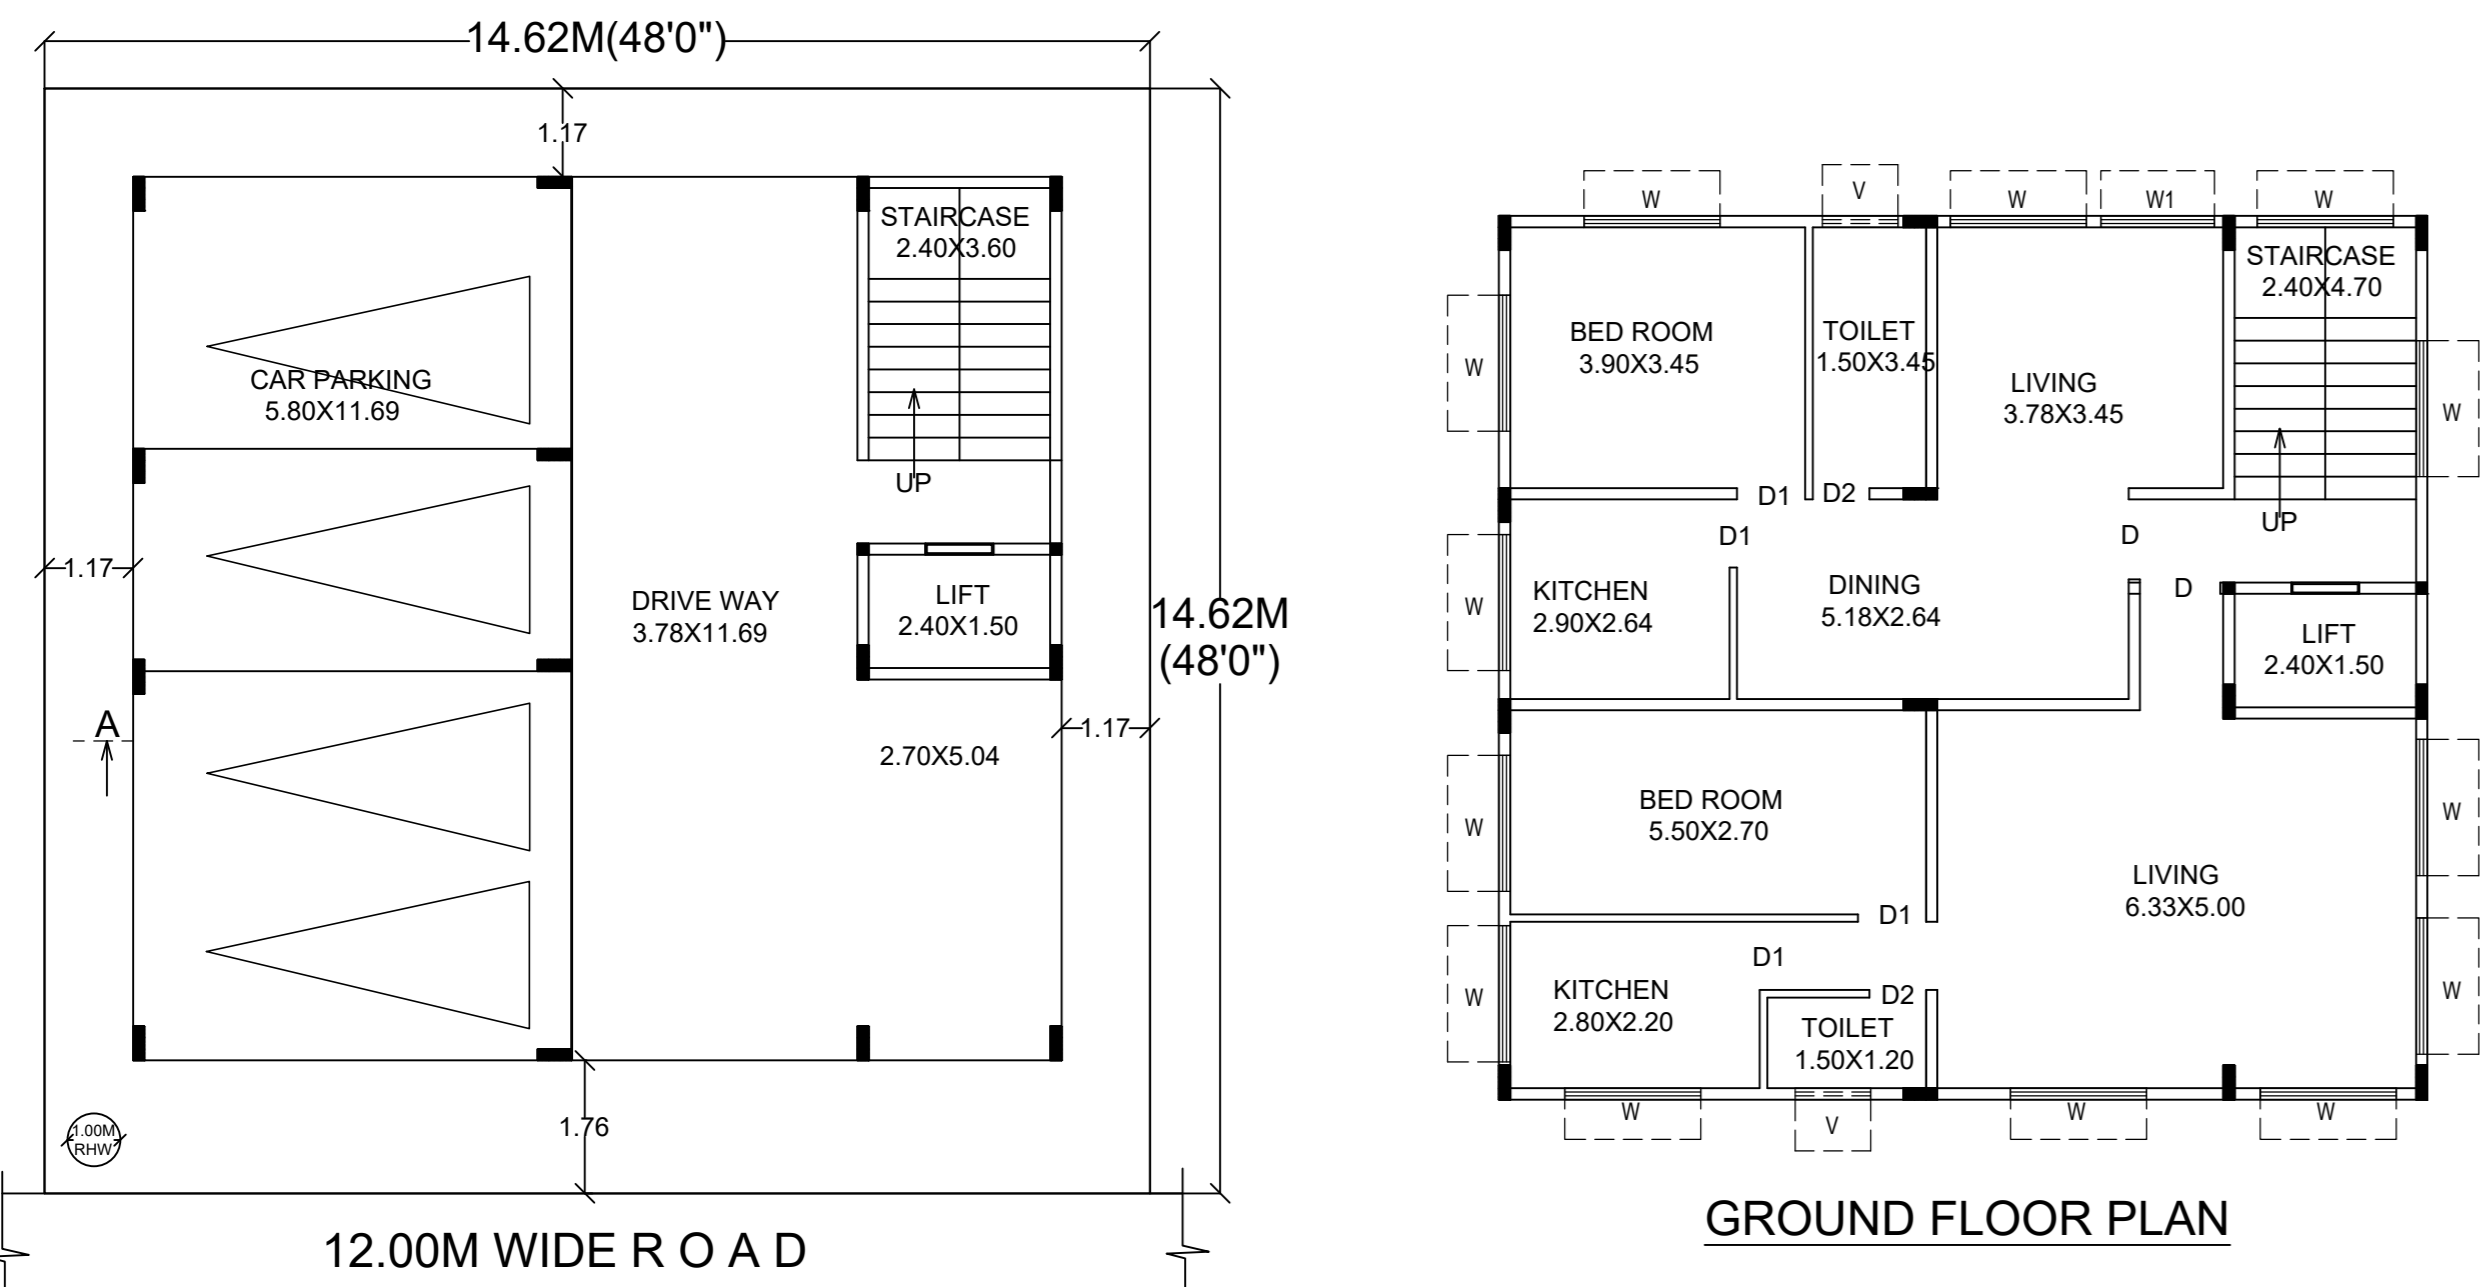 14.62M(48'0")
1.17
STAIRCASE
2.40X3.60
CAR PARKING
5.80X11.69
UP
1.17
DRIVE WAY
3.78X11.69
LIFT
2.40X1.50
14.62M
(48'0")
A
1.17
2.70X5.04
1.76
1.00M
RHW
12.00M WIDE R O A D
W
V
W
W1
W
STAIRCASE
2.40X4.70
BED ROOM
3.90X3.45
TOILET
1.50X3.45
W
LIVING
3.78X3.45
W
D1
D2
UP
D1
D
KITCHEN
2.90X2.64
W
DINING
5.18X2.64
D
LIFT
2.40X1.50
BED ROOM
5.50X2.70
W
W
LIVING
6.33X5.00
D1
D1
KITCHEN
2.80X2.20
W
D2
W
TOILET
1.50X1.20
W
V
W
W
GROUND FLOOR PLAN